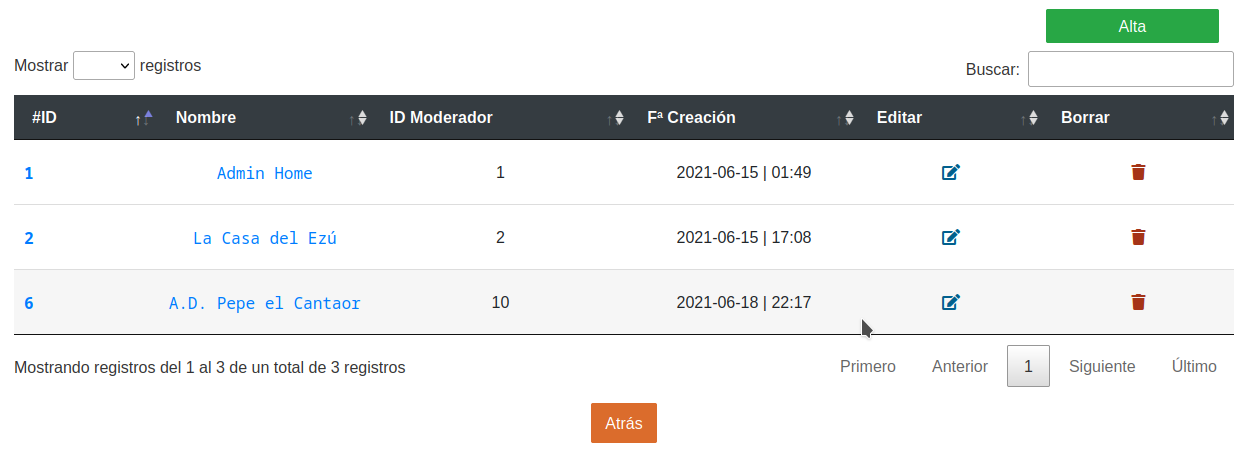 Alta
Mostrar registros
Buscar:
#ID Nombre ID Moderador Fª Creación Editar Borrar
1 Admin Home 1 2021-06-15 | 01:49
2 La Casa del Ezú 2 2021-06-15 | 17:08
6 A.D. Pepe el Cantaor 10 2021-06-18 | 22:17
Mostrando registros del 1 al 3 de un total de 3 registros
Primero Anterior 1 Siguiente Último
Atrás